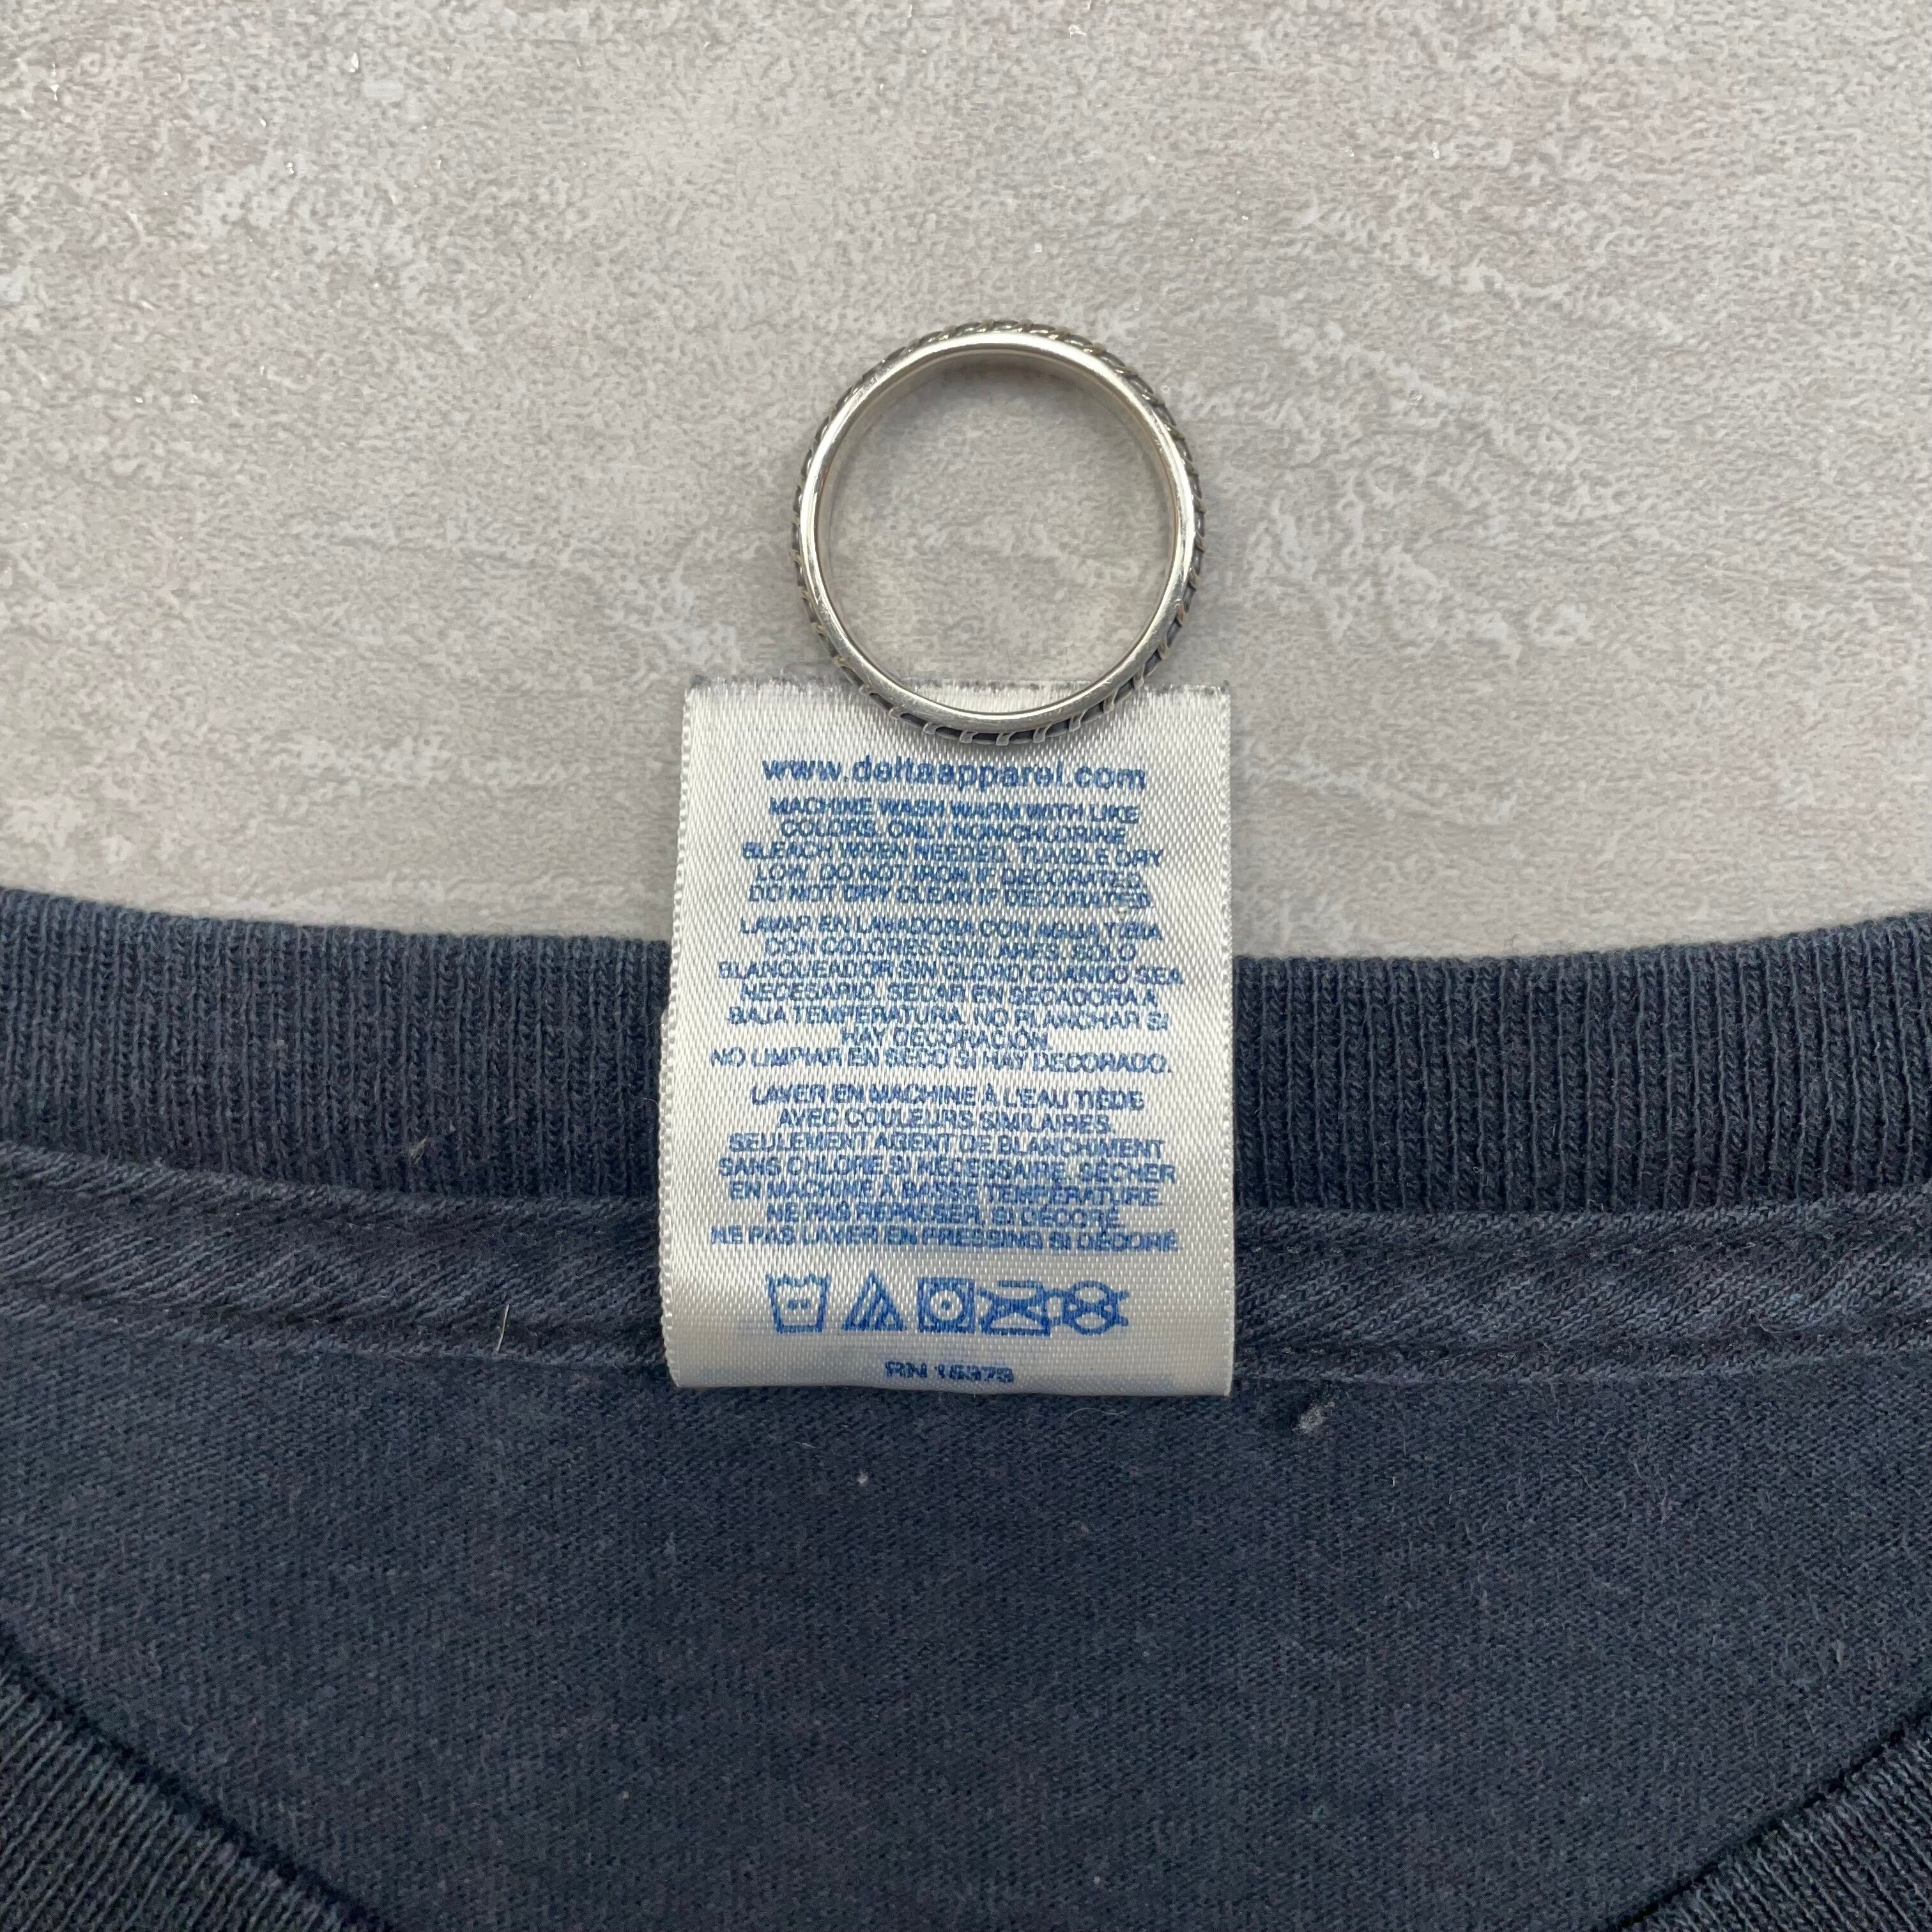 www.deltaapparel.com
MACHINE WASH WARM WITH LIKE
COLORS, ONLY NON-CHLORINE
BLEACH WHEN NEEDED, TUMBLE DRY
LOW, DO NOT IRON IF DECORATED,
DO NOT DRY CLEAN IF DECORATED
LAVAR EN LAVADORA CON AGUA TIBIA
CON COLORES SIMILARES, SOLO
BLANQUEADOR SIN CLORO CUANDO SEA
NECESARIO, SECAR EN SECADORA A
BAJA TEMPERATURA, NO PLANCHAR SI
HAY DECORACIÓN,
NO LIMPIAR EN SECO SI HAY DECORADO.
LAVER EN MACHINE À L'EAU TIÈDE
AVEC COULEURS SIMILAIRES,
SEULEMENT AGENT DE BLANCHIMENT
SANS CHLORE SI NÉCESSAIRE, SÉCHER
EN MACHINE À BASSE TEMPÉRATURE,
NE PAS REPASSER SI DÉCORÉ
NE PAS LAVER EN PRESSING SI DÉCORÉ
RN 15979